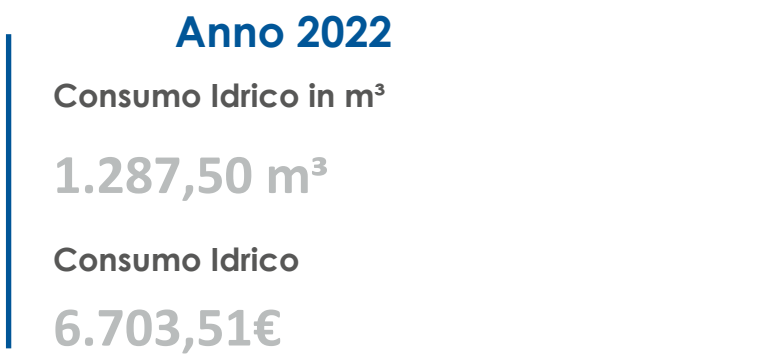 Anno 2022
Consumo Idrico in m³
1.287,50 m³
Consumo Idrico
6.703,51€